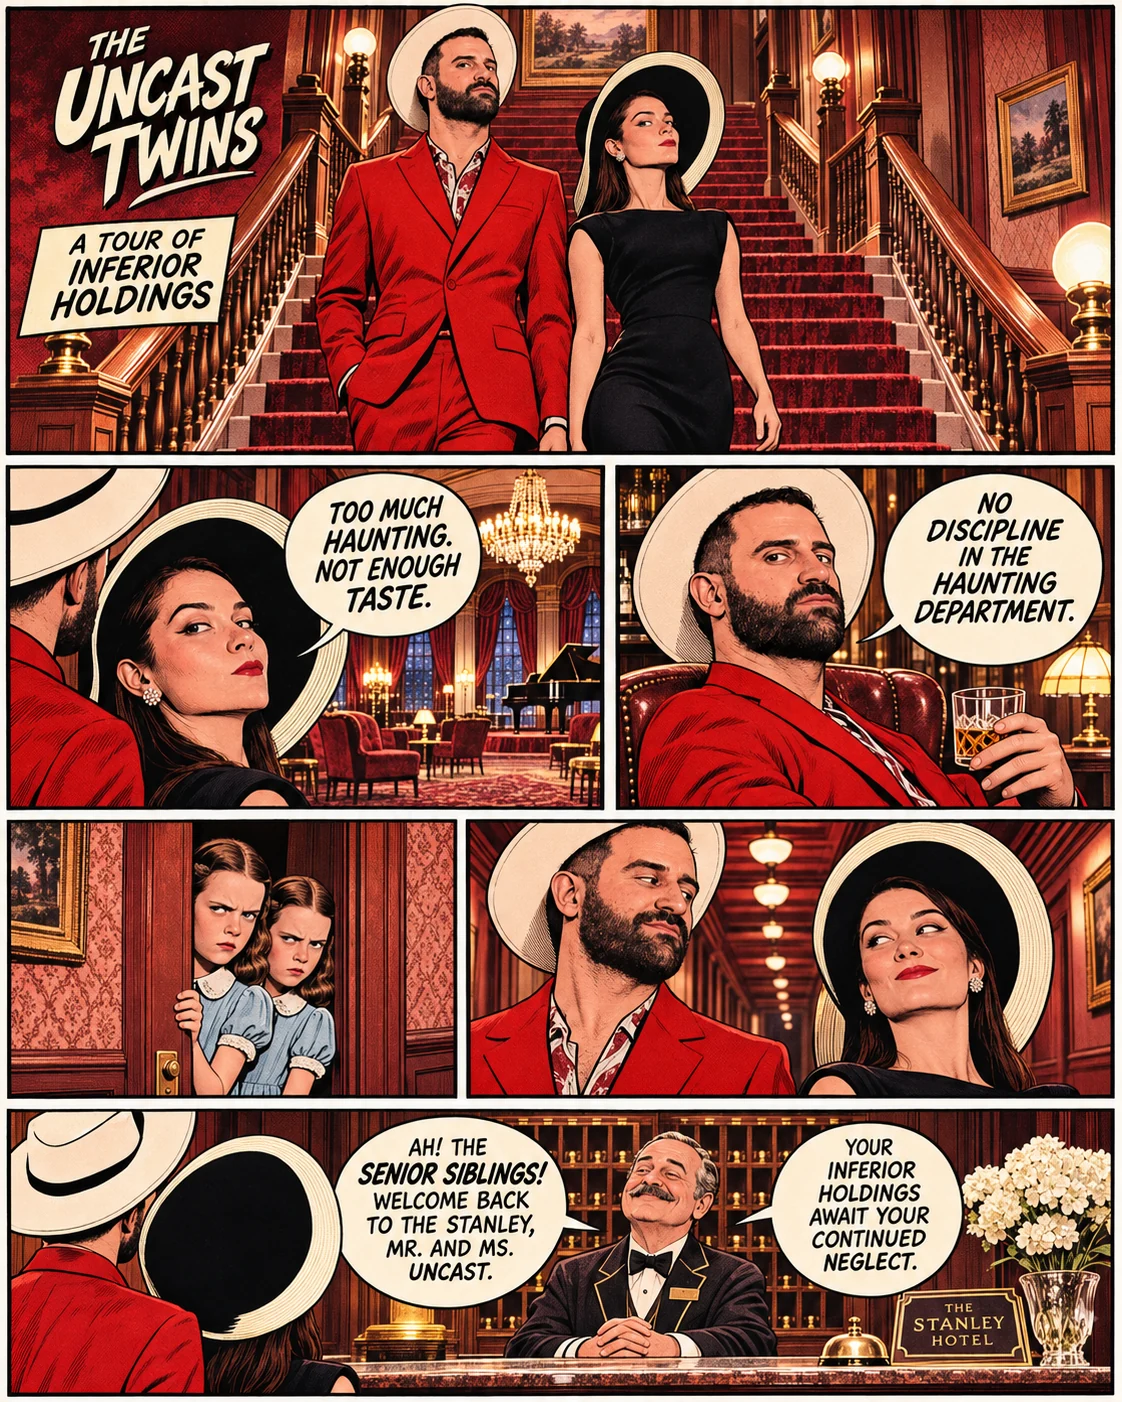 THE
UNCAST
TWINS
A TOUR OF
INFERIOR
HOLDINGS
TOO MUCH
HAUNTING.
NOT ENOUGH
TASTE.
NO
DISCIPLINE
IN THE
HAUNTING
DEPARTMENT.
AH! THE
SENIOR SIBLINGS!
WELCOME BACK
TO THE STANLEY,
MR. AND MS.
UNCAST.
YOUR
INFERIOR
HOLDINGS
AWAIT YOUR
CONTINUED
NEGLECT.
THE
STANLEY
HOTEL